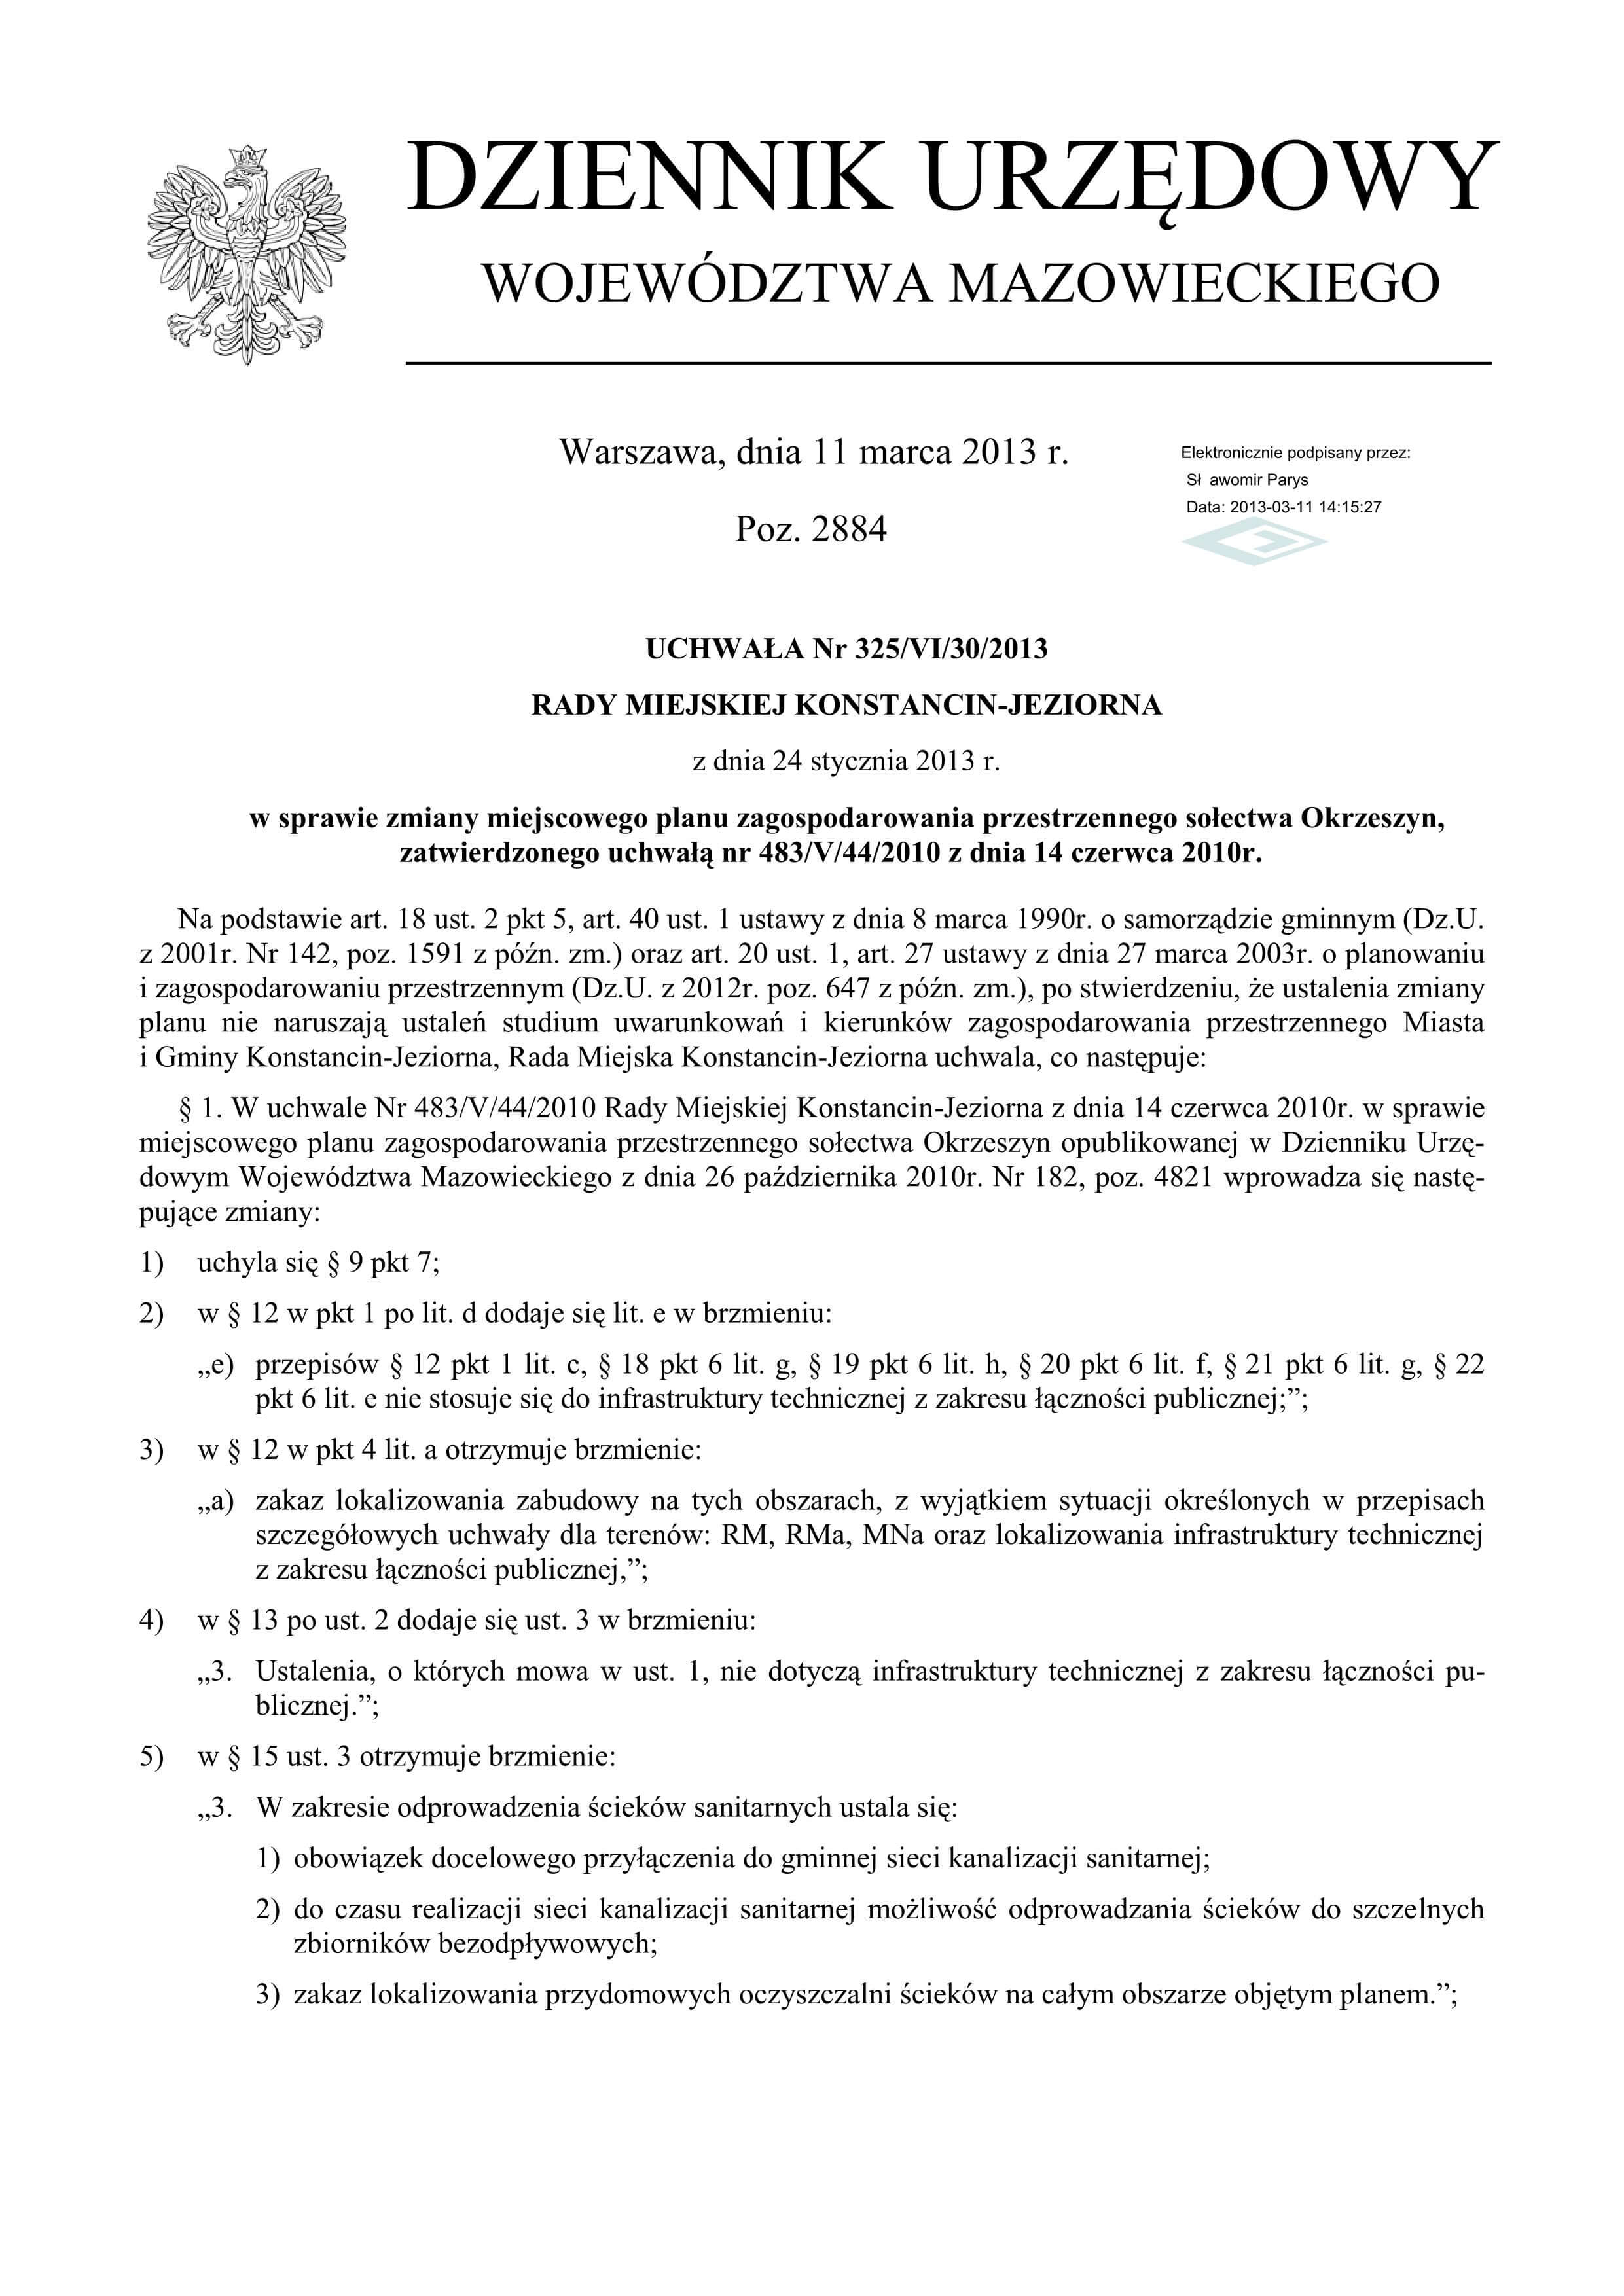 DZIENNIK URZĘDOWY
WOJEWÓDZTWA MAZOWIECKIEGO
Warszawa, dnia 11 marca 2013 r.
Poz. 2884
Elektronicznie podpisany przez:
Sł awomir Parys
Data: 2013-03-11 14:15:27
UCHWAŁA Nr 325/VI/30/2013
RADY MIEJSKIEJ KONSTANCIN-JEZIORNA
z dnia 24 stycznia 2013 r.
w sprawie zmiany miejscowego planu zagospodarowania przestrzennego sołectwa Okrzeszyn,
zatwierdzonego uchwałą nr 483/V/44/2010 z dnia 14 czerwca 2010r.
Na podstawie art. 18 ust. 2 pkt 5, art. 40 ust. 1 ustawy z dnia 8 marca 1990r. o samorządzie gminnym (Dz.U.
z 2001r. Nr 142, poz. 1591 z późn. zm.) oraz art. 20 ust. 1, art. 27 ustawy z dnia 27 marca 2003r. o planowaniu
i zagospodarowaniu przestrzennym (Dz.U. z 2012r. poz. 647 z późn. zm.), po stwierdzeniu, że ustalenia zmiany
planu nie naruszają ustaleń studium uwarunkowań i kierunków zagospodarowania przestrzennego Miasta
i Gminy Konstancin-Jeziorna, Rada Miejska Konstancin-Jeziorna uchwala, co następuje:
§ 1. W uchwale Nr 483/V/44/2010 Rady Miejskiej Konstancin-Jeziorna z dnia 14 czerwca 2010r. w sprawie
miejscowego planu zagospodarowania przestrzennego sołectwa Okrzeszyn opublikowanej w Dzienniku Urzę-
dowym Województwa Mazowieckiego z dnia 26 października 2010r. Nr 182, poz. 4821 wprowadza się nastę-
pujące zmiany:
1) uchyla się § 9 pkt 7;
2) w § 12 w pkt 1 po lit. d dodaje się lit. e w brzmieniu:
„e) przepisów § 12 pkt 1 lit. c, § 18 pkt 6 lit. g, § 19 pkt 6 lit. h, § 20 pkt 6 lit. f, § 21 pkt 6 lit. g, § 22
pkt 6 lit. e nie stosuje się do infrastruktury technicznej z zakresu łączności publicznej;”;
3) w § 12 w pkt 4 lit. a otrzymuje brzmienie:
„a) zakaz lokalizowania zabudowy na tych obszarach, z wyjątkiem sytuacji określonych w przepisach
szczegółowych uchwały dla terenów: RM, RMa, MNa oraz lokalizowania infrastruktury technicznej
z zakresu łączności publicznej,”;
4) w § 13 po ust. 2 dodaje się ust. 3 w brzmieniu:
„3. Ustalenia, o których mowa w ust. 1, nie dotyczą infrastruktury technicznej z zakresu łączności pu-
blicznej.”;
5) w § 15 ust. 3 otrzymuje brzmienie:
„3. W zakresie odprowadzenia ścieków sanitarnych ustala się:
1) obowiązek docelowego przyłączenia do gminnej sieci kanalizacji sanitarnej;
2) do czasu realizacji sieci kanalizacji sanitarnej możliwość odprowadzania ścieków do szczelnych
zbiorników bezodpływowych;
3) zakaz lokalizowania przydomowych oczyszczalni ścieków na całym obszarze objętym planem.”;